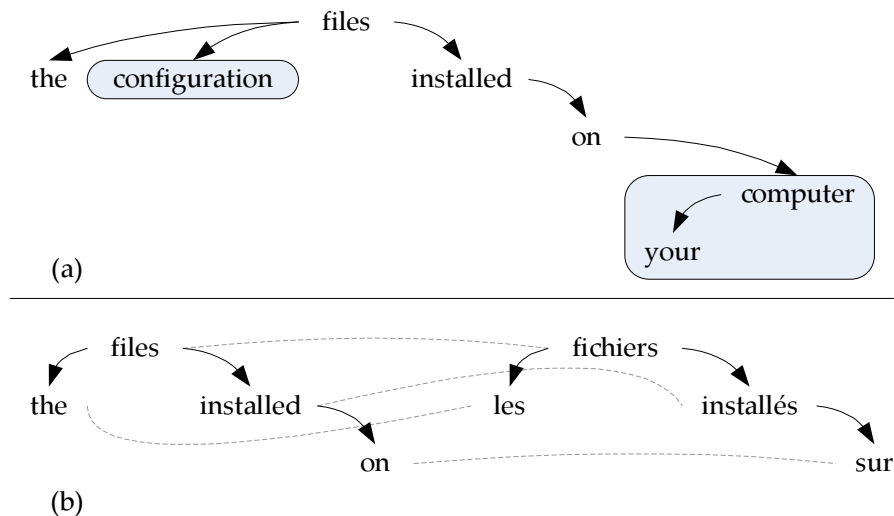 files
the configuration installed
on
computer
your
(a)
files fichiers
the installed les installés
on sur
(b)